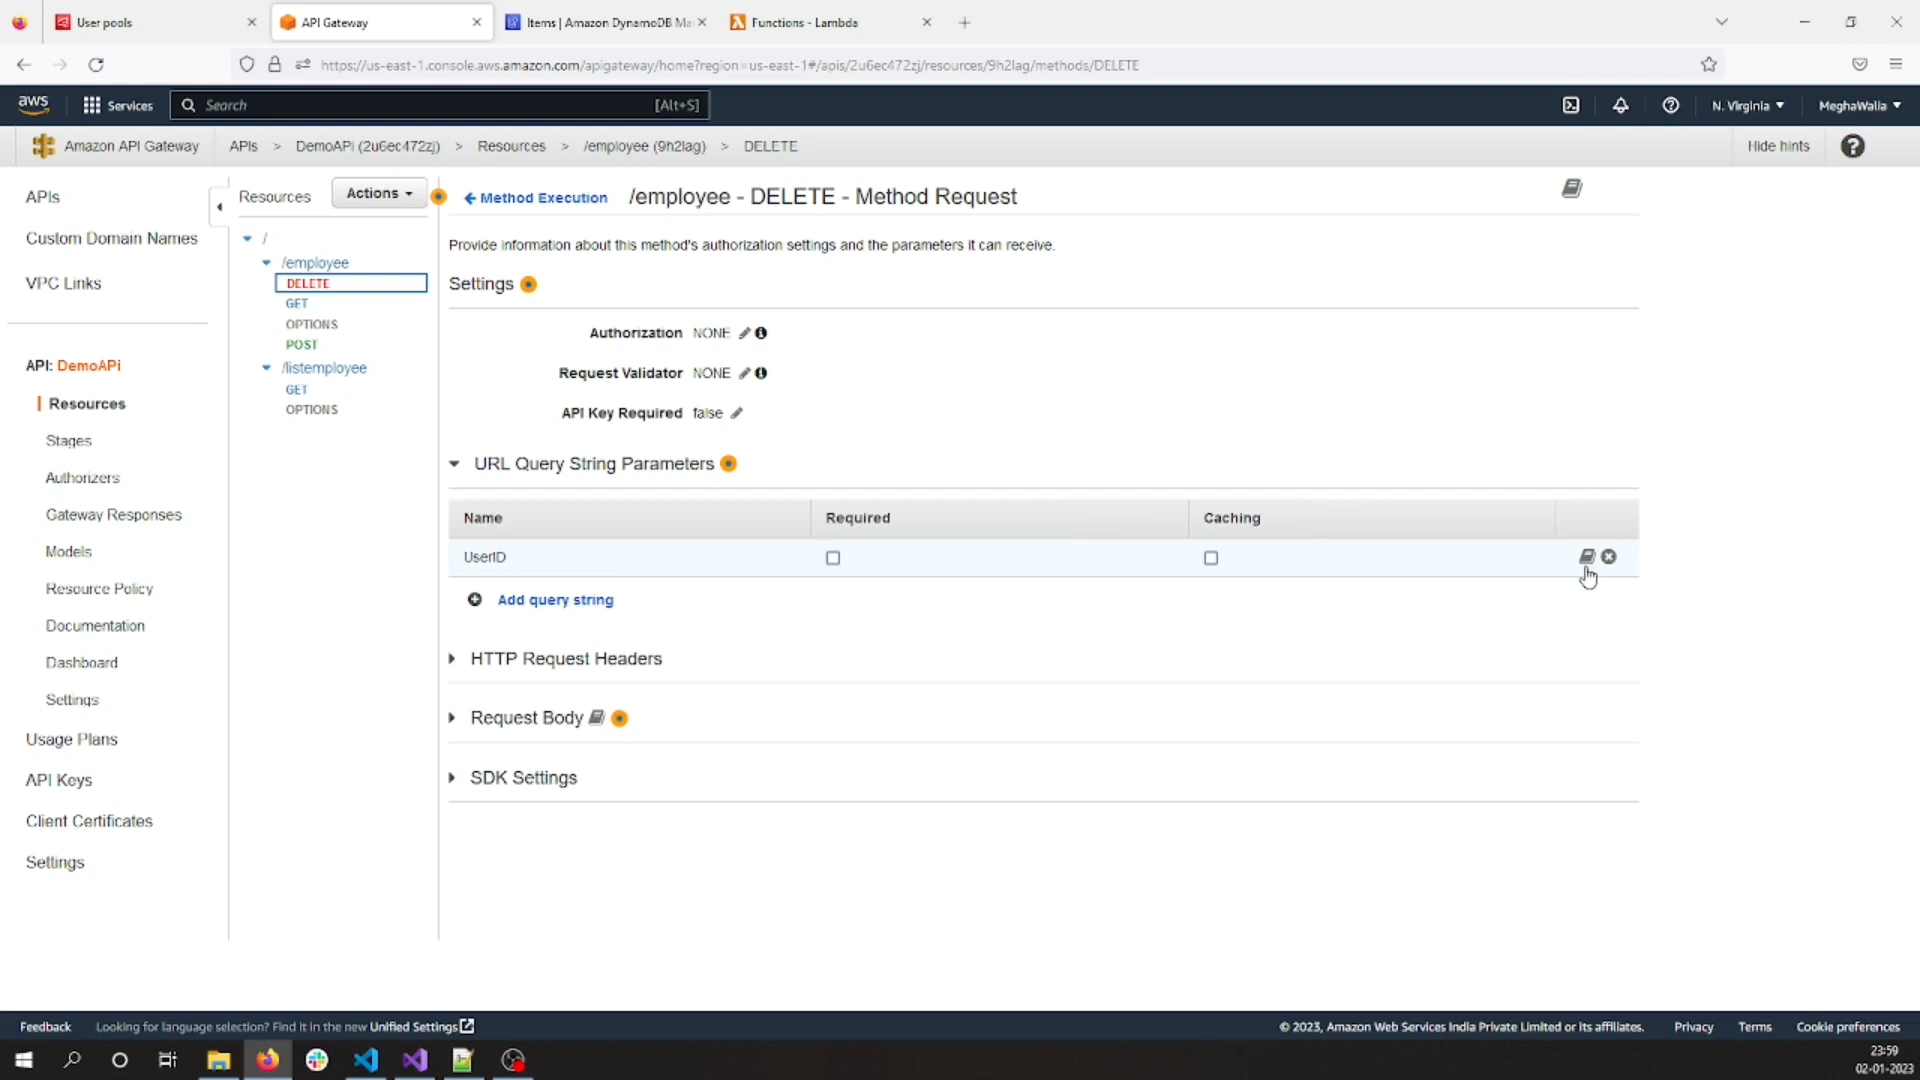 User pools
API Gateway
Items | Amazon DynamoDB Ma
Functions - Lambda
https://us-east-1.console.aws.amazon.com/apigateway/home?region=us-east-1#/apis/2u6ec472zj/resources/9h2lag/methods/DELETE
aws
Services
Search
[Alt+S]
N. Virginia
MeghaWalia
Amazon API Gateway
APIs > DemoAPI (2u6ec472zj) > Resources > /employee (9h2lag) > DELETE
Hide hints
APIs
Custom Domain Names
VPC Links
API: DemoAPi
Resources
Stages
Authorizers
Gateway Responses
Models
Resource Policy
Documentation
Dashboard
Settings
Usage Plans
API Keys
Client Certificates
Settings
Resources
Actions
/
/employee
DELETE
GET
OPTIONS
POST
/listemployee
GET
OPTIONS
Method Execution
/employee - DELETE - Method Request
Provide information about this method's authorization settings and the parameters it can receive.
Settings
Authorization NONE
Request Validator NONE
API Key Required false
URL Query String Parameters
Name Required Caching
UserID
Add query string
HTTP Request Headers
Request Body
SDK Settings
Feedback
Looking for language selection? Find it in the new Unified Settings
© 2023, Amazon Web Services India Private Limited or its affiliates.
Privacy
Terms
Cookie preferences
23:59
02-01-2023